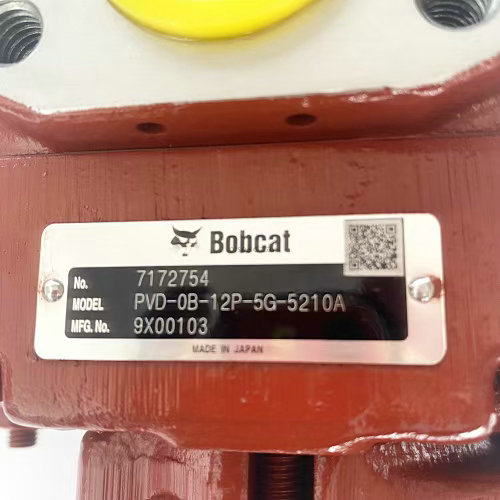 Bobcat
No. 7172754
MODEL PVD-0B-12P-5G-5210A
MFG. No. 9X00103
MADE IN JAPAN